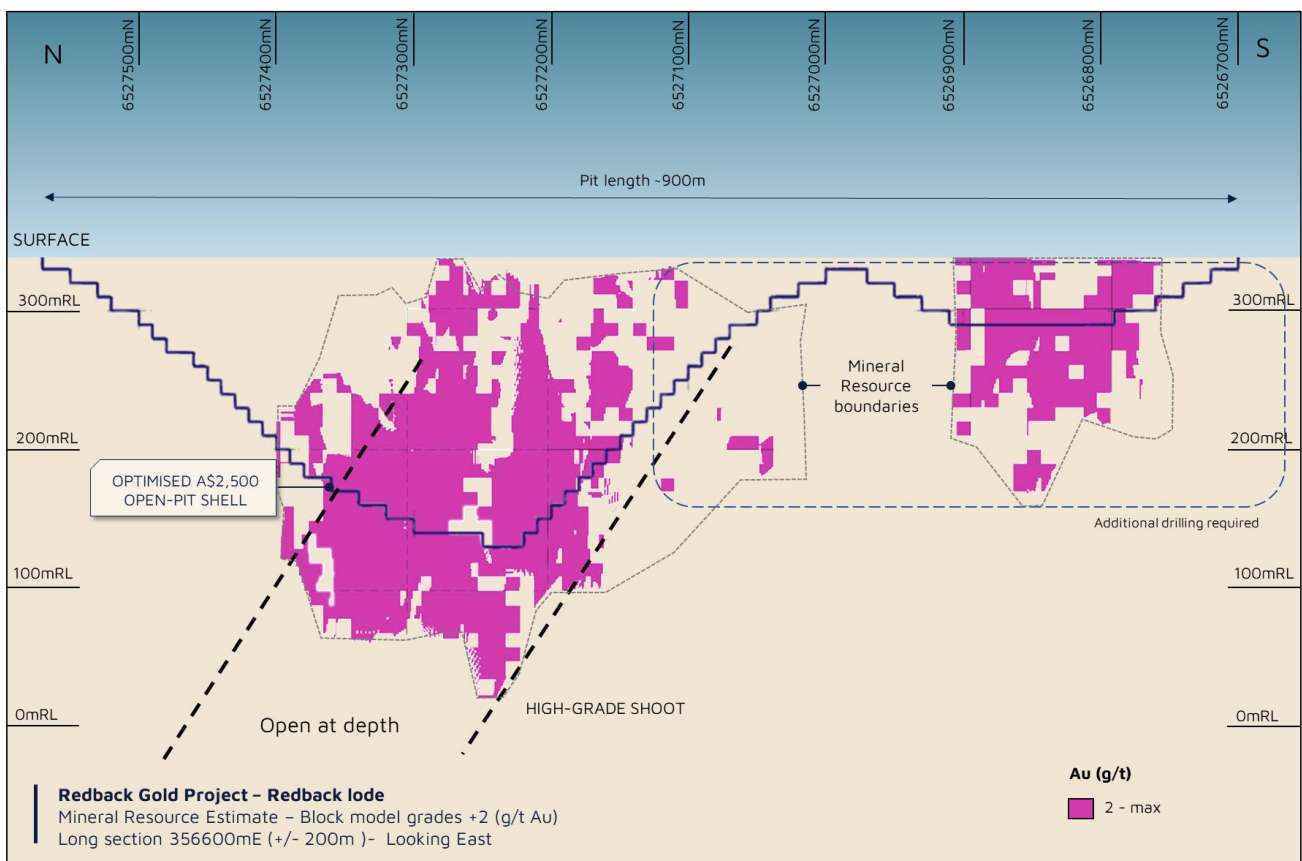 N
6527500mN
6527400mN
6527300mN
6527200mN
6527100mN
6527000mN
6526900mN
6526800mN
6526700mN
S
Pit length ~900m
SURFACE
300mRL
300mRL
Mineral
Resource
boundaries
200mRL
200mRL
OPTIMISED A$2,500
OPEN-PIT SHELL
Additional drilling required
100mRL
100mRL
HIGH-GRADE SHOOT
0mRL
Open at depth
0mRL
Au (g/t)
2 - max
Redback Gold Project – Redback lode
Mineral Resource Estimate – Block model grades +2 (g/t Au)
Long section 356600mE (+/- 200m )- Looking East